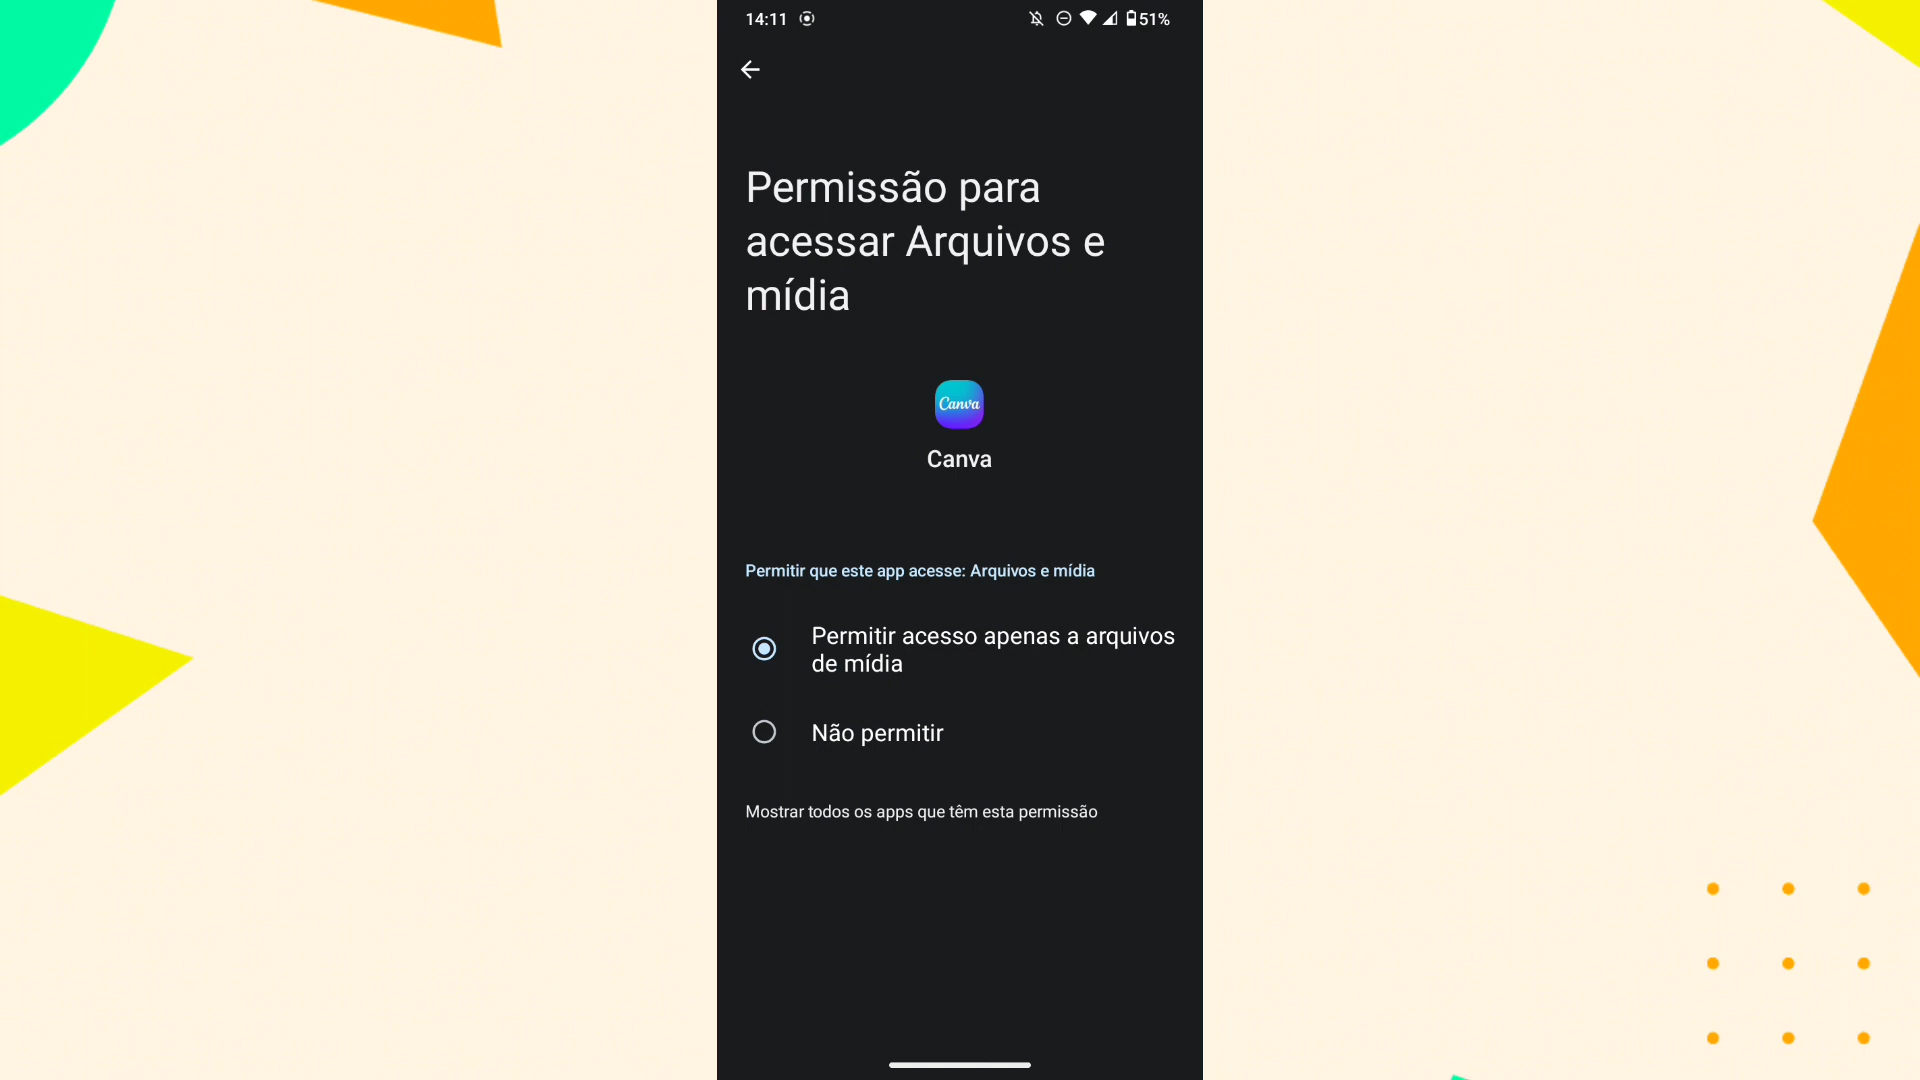 14:11
51%
Permissão para
acessar Arquivos e
mídia
Canva
Canva
Permitir que este app acesse: Arquivos e mídia
Permitir acesso apenas a arquivos
de mídia
Não permitir
Mostrar todos os apps que têm esta permissão